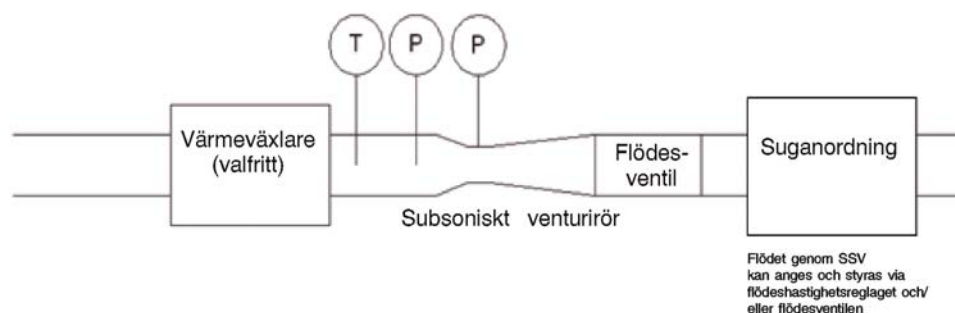 T
P
P
Värmeväxlare
(valfritt)
Flödes-
ventil
Suganordning
Subsoniskt venturirör
Flödet genom SSV
kan anges och styras via
flödeshastighetsreglaget och/
eller flödesventilen